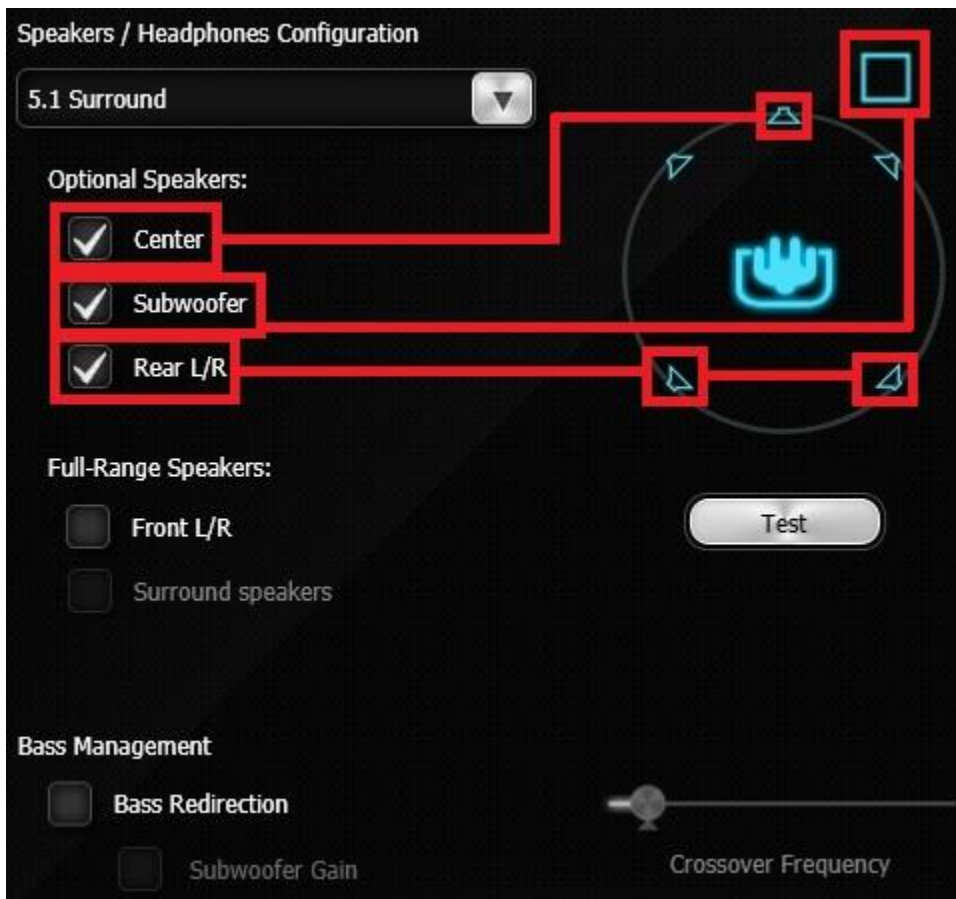 Speakers / Headphones Configuration
5.1 Surround
Optional Speakers:
Center
Subwoofer
Rear L/R
Full-Range Speakers:
Front L/R
Test
Surround speakers
Bass Management
Bass Redirection
Subwoofer Gain
Crossover Frequency